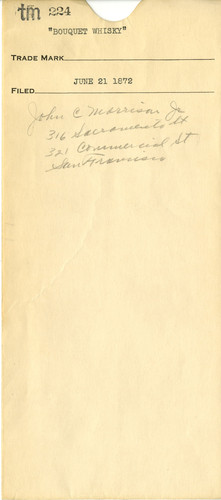 tm 224
"BOUQUET WHISKY"
TRADE MARK
JUNE 21 1872
FILED
John C Morrison Jr
316 Sacramento St
321 Commercial St
San Francisco